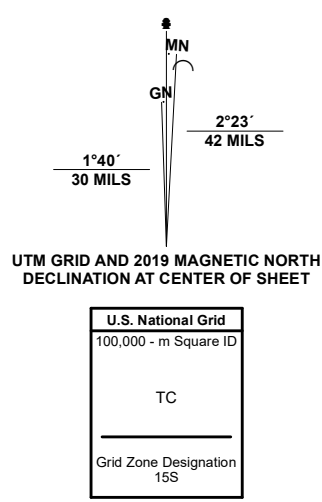 MN
GN
2°23´
42 MILS
1°40´
30 MILS
UTM GRID AND 2019 MAGNETIC NORTH
DECLINATION AT CENTER OF SHEET
U.S. National Grid
100,000 - m Square ID
TC
Grid Zone Designation
15S